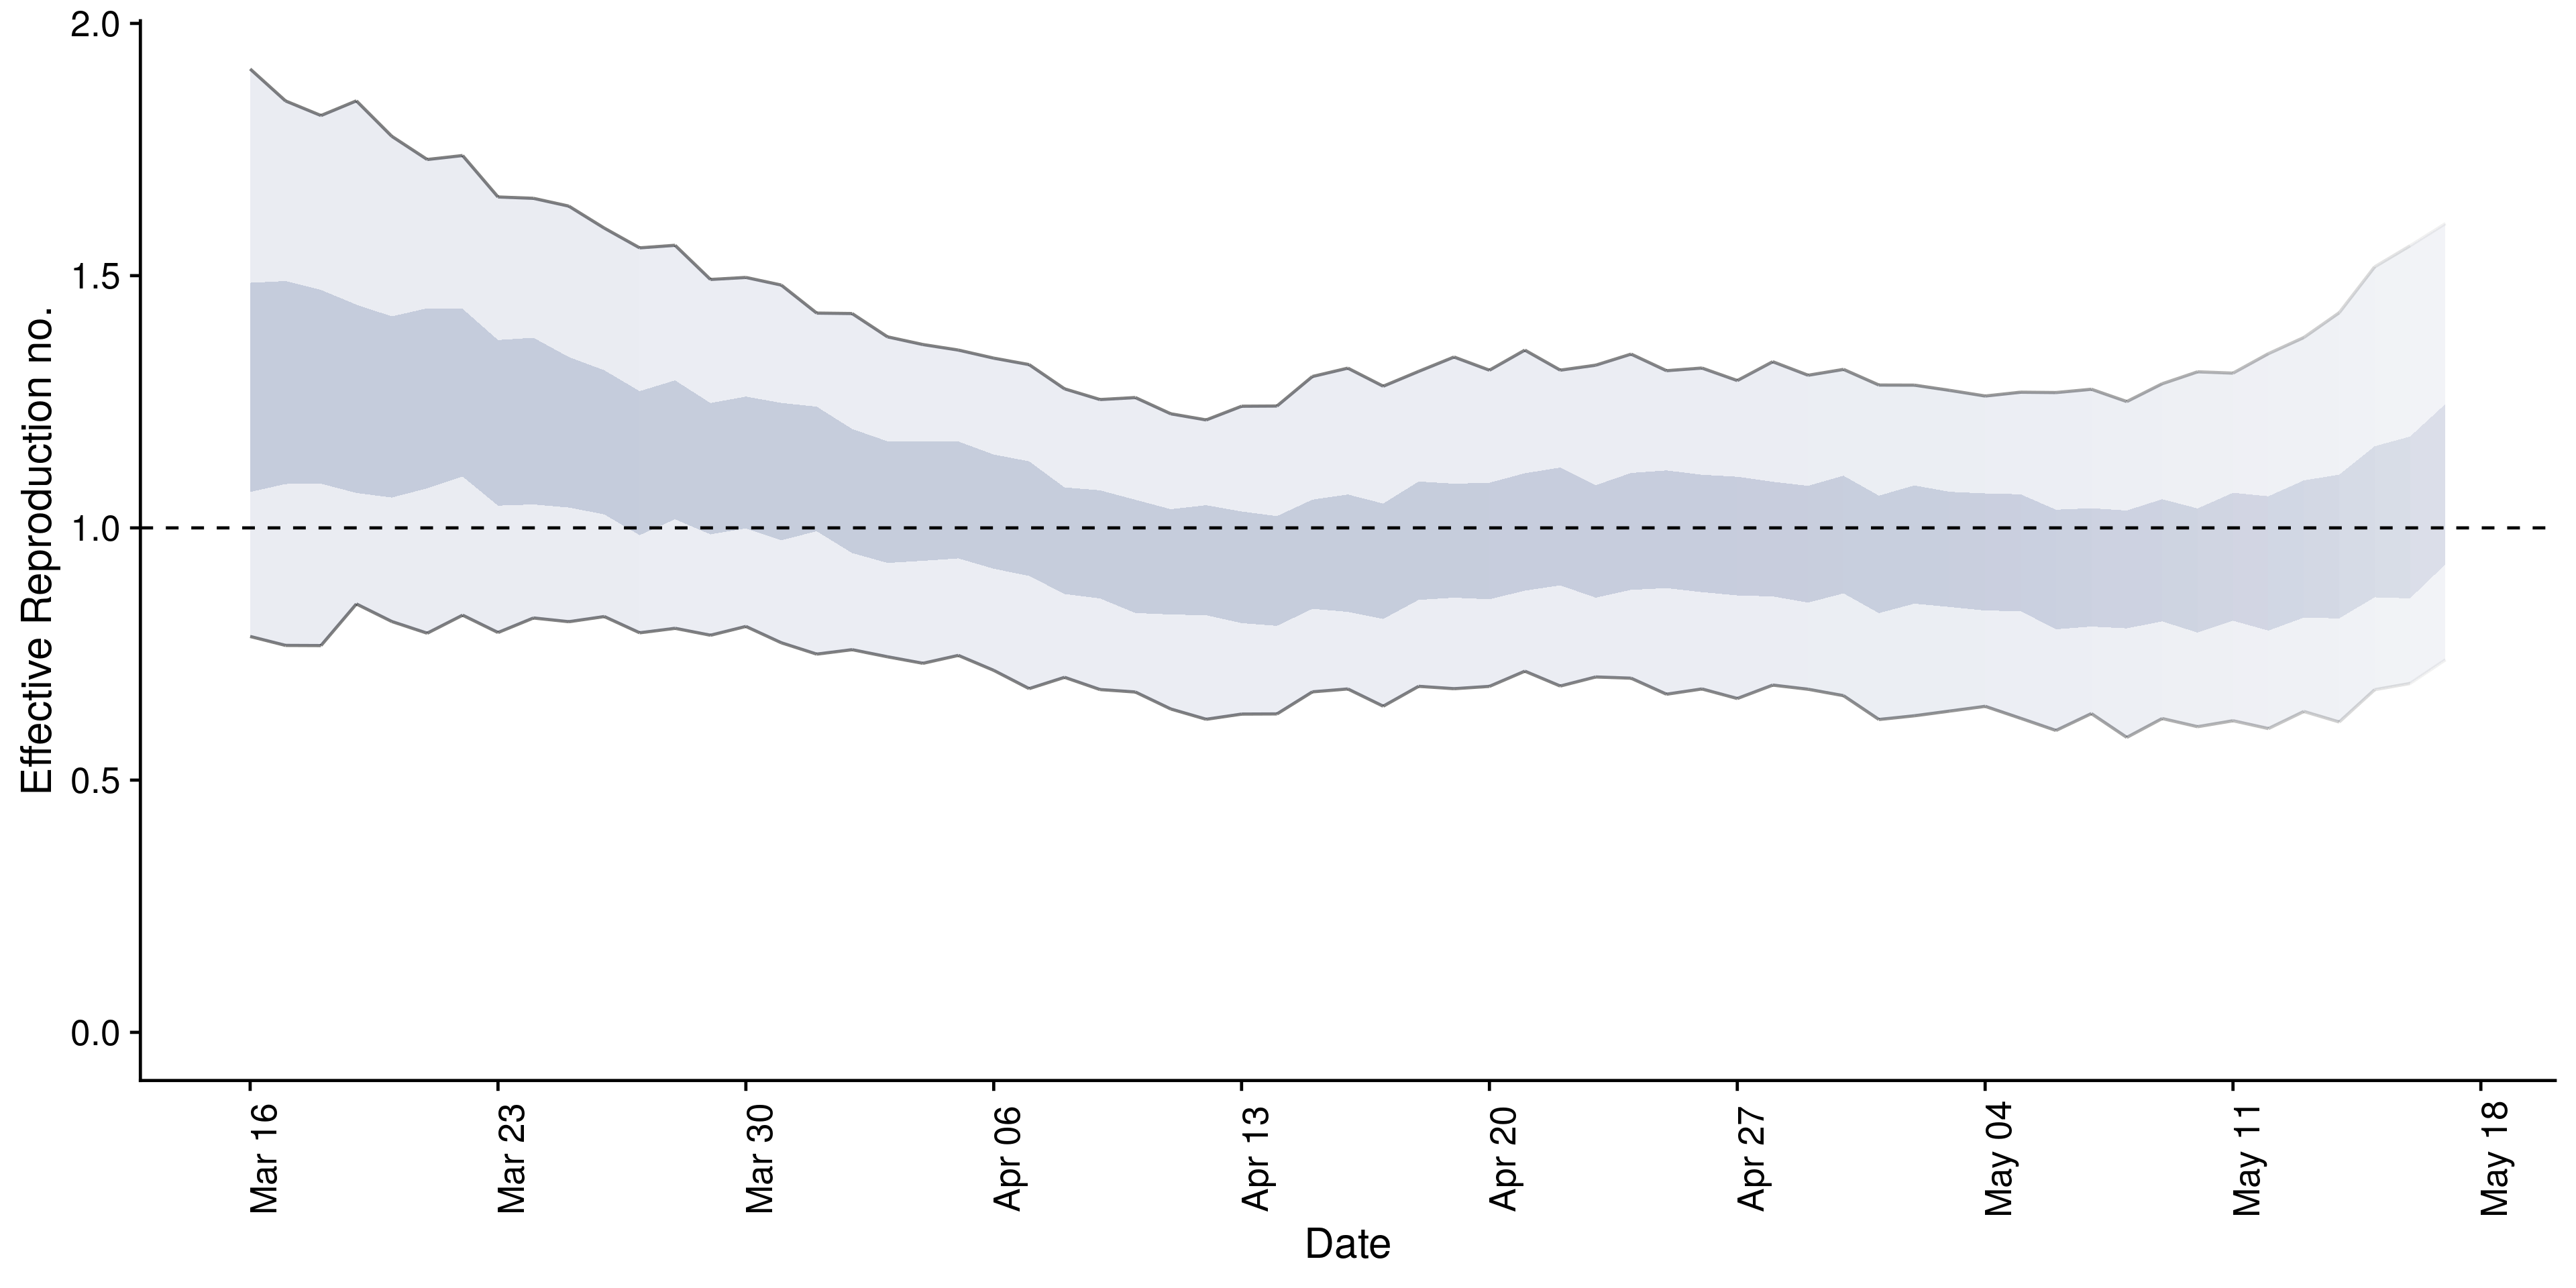 Effective Reproduction no.
2.0
1.5
1.0
0.5
0.0
Mar 16
Mar 23
Mar 30
Apr 06
Apr 13
Apr 20
Apr 27
May 04
May 11
May 18
Date